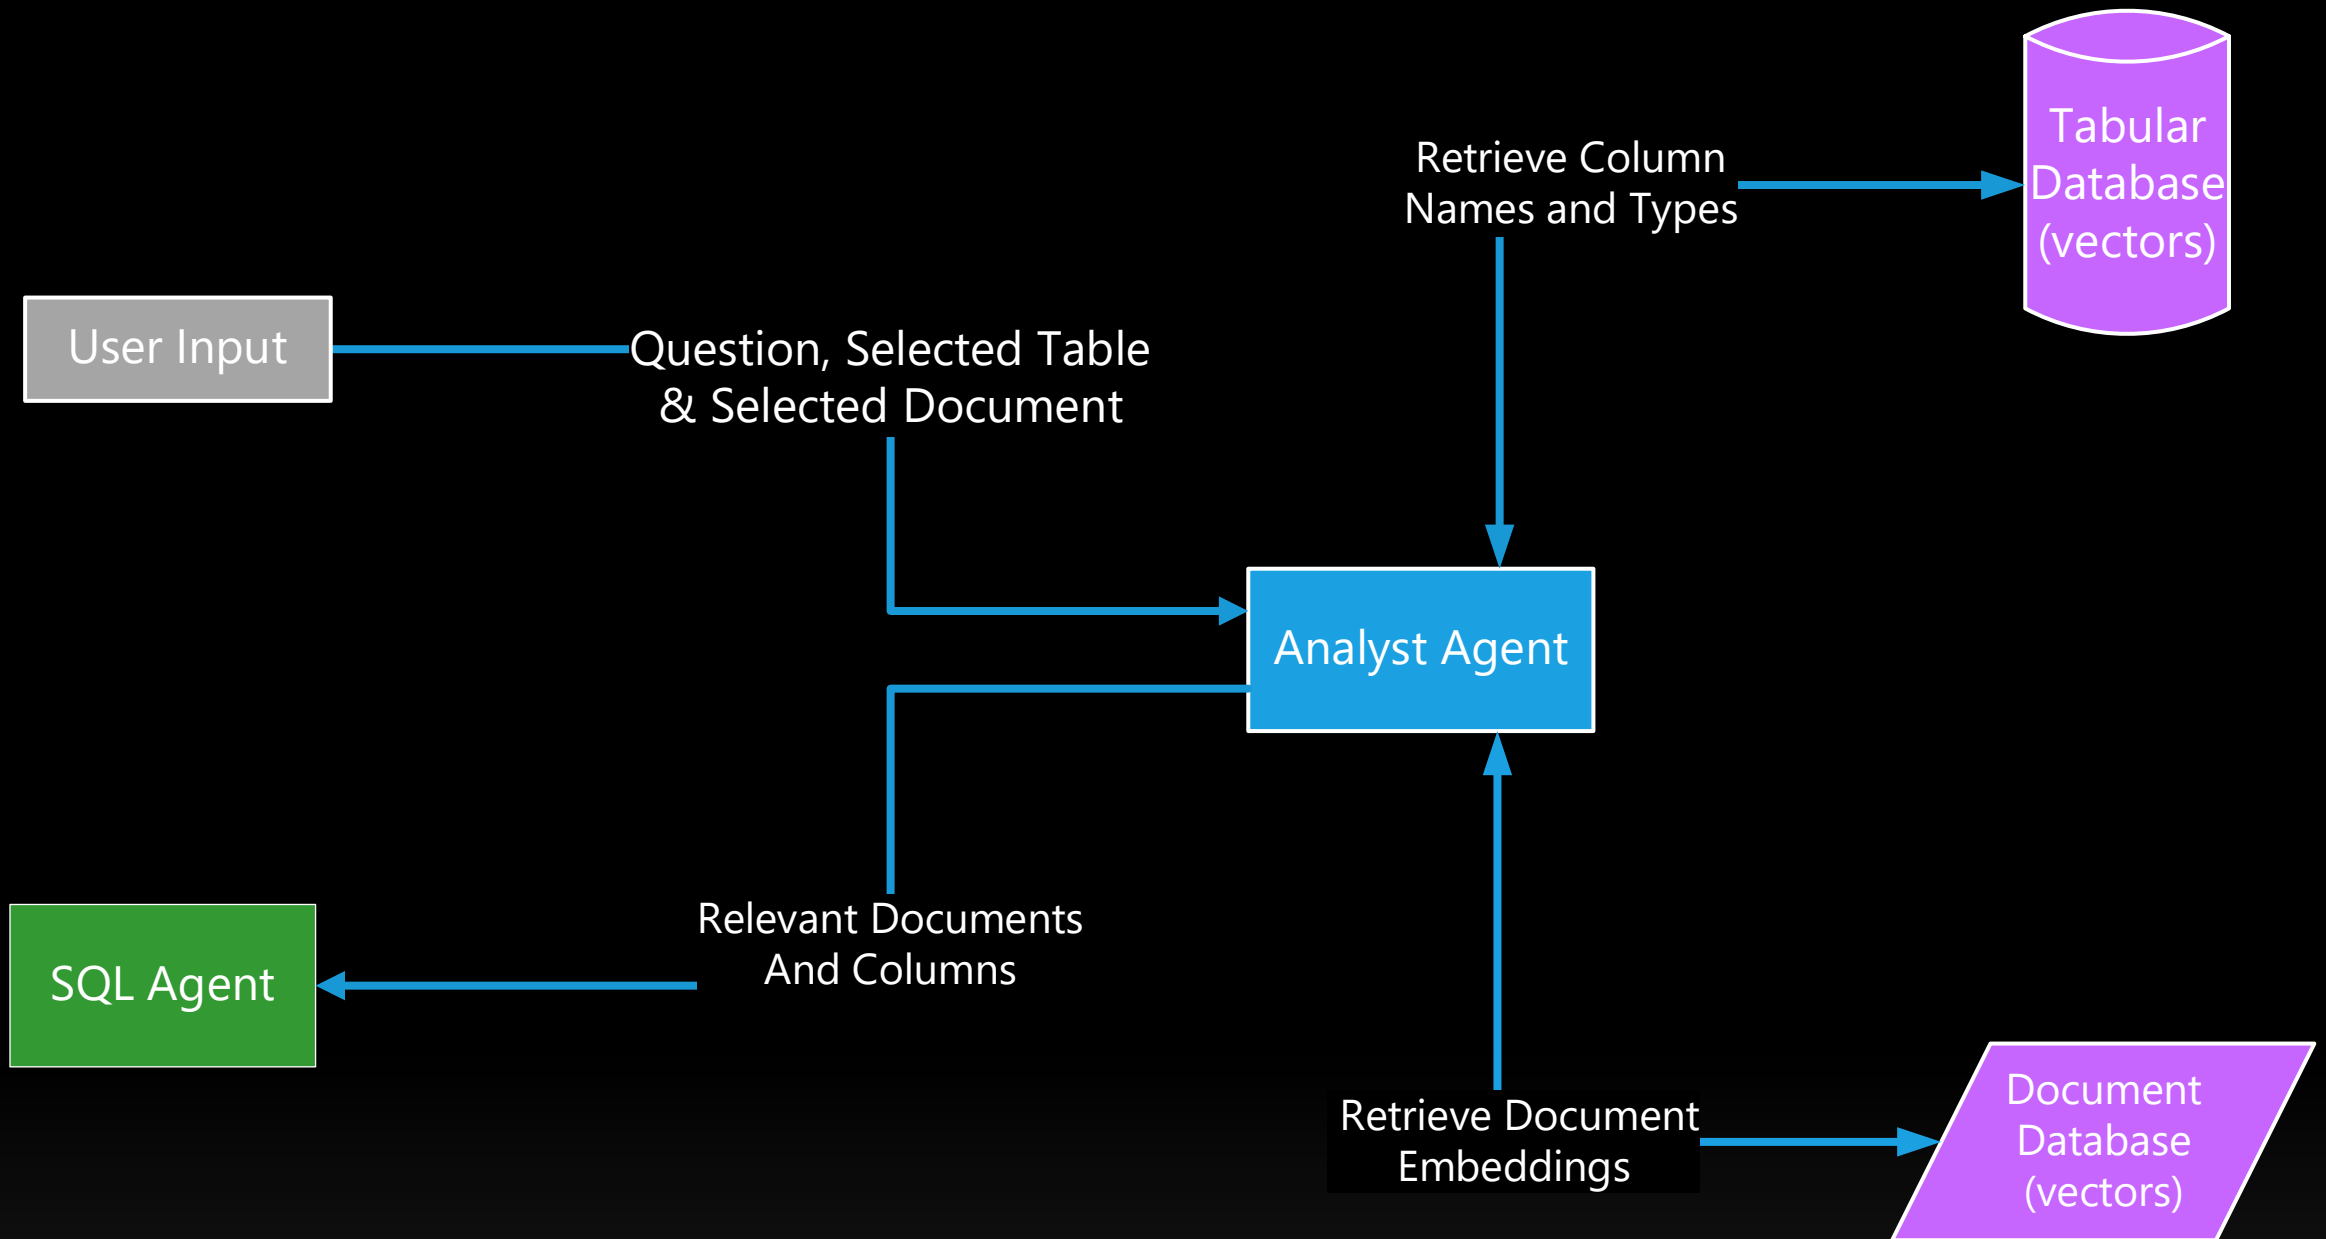 Tabular
Database
(vectors)
Retrieve Column
Names and Types
User Input
Question, Selected Table
& Selected Document
Analyst Agent
Relevant Documents
And Columns
SQL Agent
Retrieve Document
Embeddings
Document
Database
(vectors)